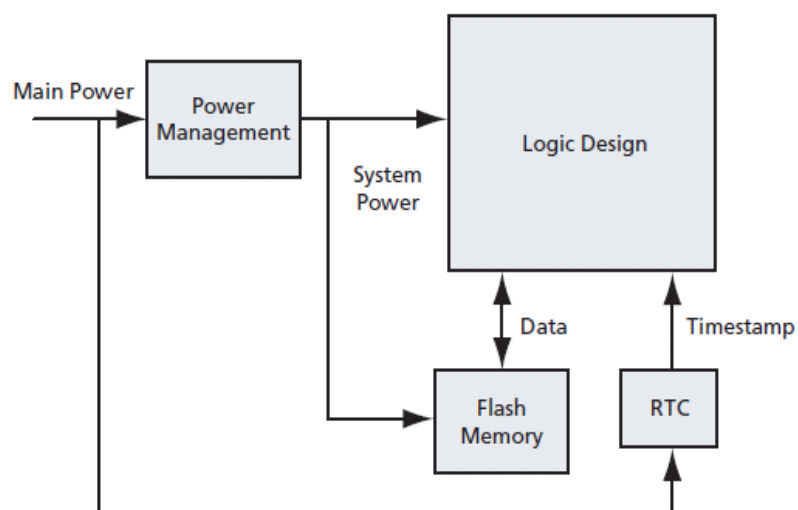 Main Power
Power
Management
System
Power
Logic Design
Data
Timestamp
Flash
Memory
RTC